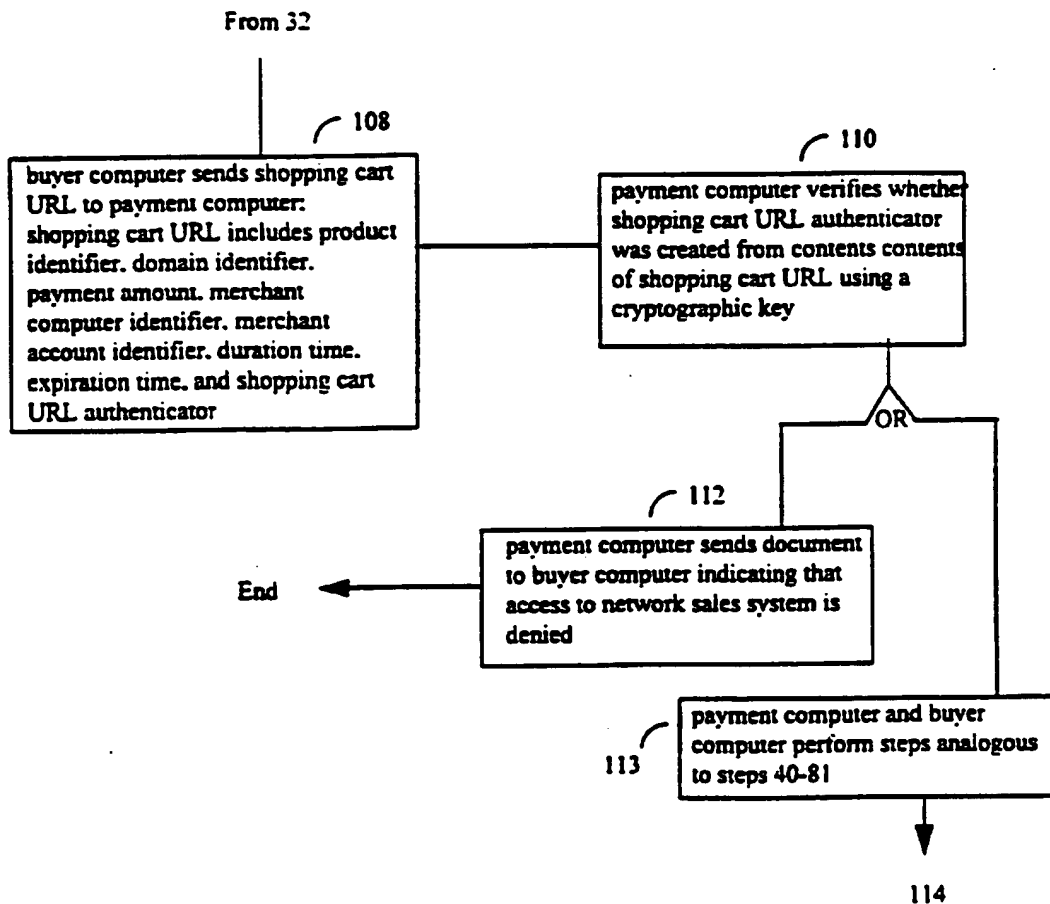 From 32
108
buyer computer sends shopping cart
URL to payment computer:
shopping cart URL includes product
identifier. domain identifier.
payment amount. merchant
computer identifier. merchant
account identifier. duration time.
expiration time. and shopping cart
URL authenticator
110
payment computer verifies whether
shopping cart URL authenticator
was created from contents contents
of shopping cart URL using a
cryptographic key
OR
112
payment computer sends document
to buyer computer indicating that
access to network sales system is
denied
End
113
payment computer and buyer
computer perform steps analogous
to steps 40-81
114